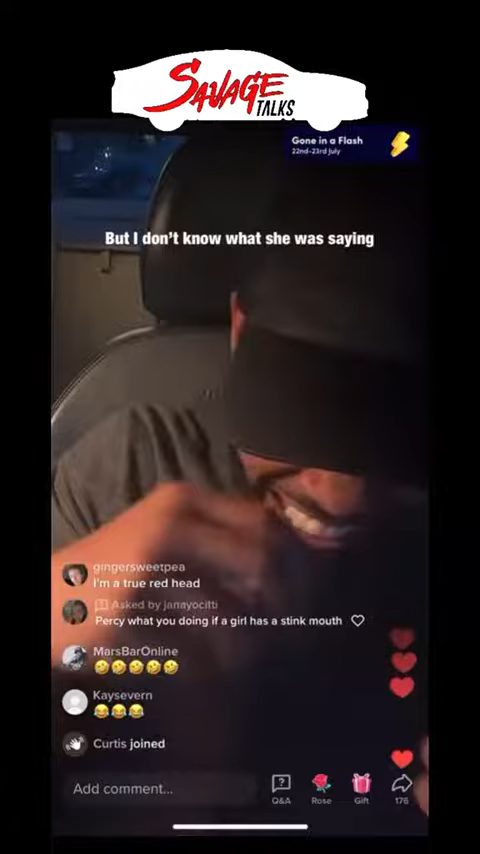 SAVAGE
TALKS
Gone in a Flash
22nd-23rd July
But I don't know what she was saying
gingersweetpea
I'm a true red head
Asked by janayocitti
Percy what you doing if a girl has a stink mouth
MarsBarOnline
🤣🤣🤣🤣🤣
Kaysevern
😂😂😂
Curtis joined
Add comment...
Q&A
Rose
Gift
176